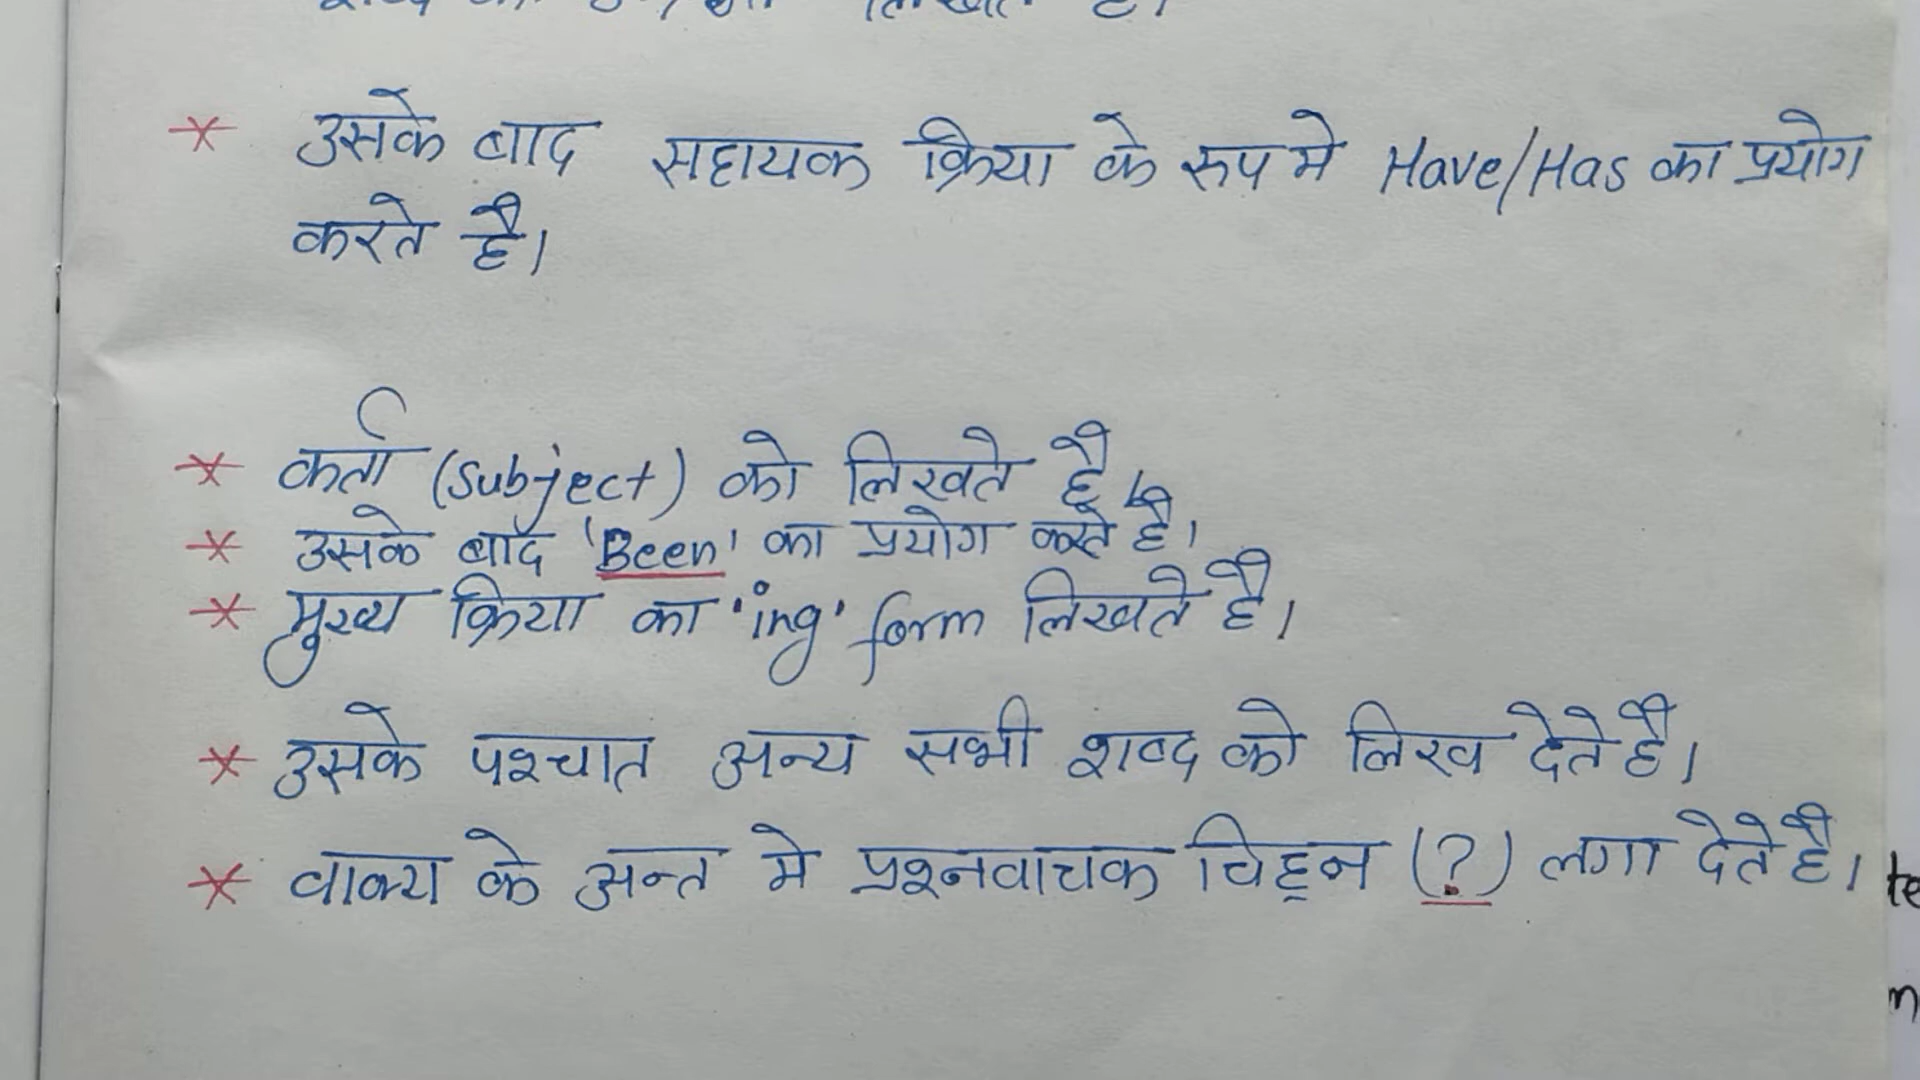 * उसके बाद सहायक क्रिया के रुप मे Have/Has का प्रयोग
करते है।
* कर्ता (Subject) को लिखते है।
* उसके बाद 'Been' का प्रयोग करते है।
* मुख्य क्रिया का 'ing' form लिखते है।
* उसके पश्चात अन्य सभी शब्द को लिख देते है।
* वाक्य के अन्त मे प्रश्नवाचक चिह्न (?) लगा देते है।